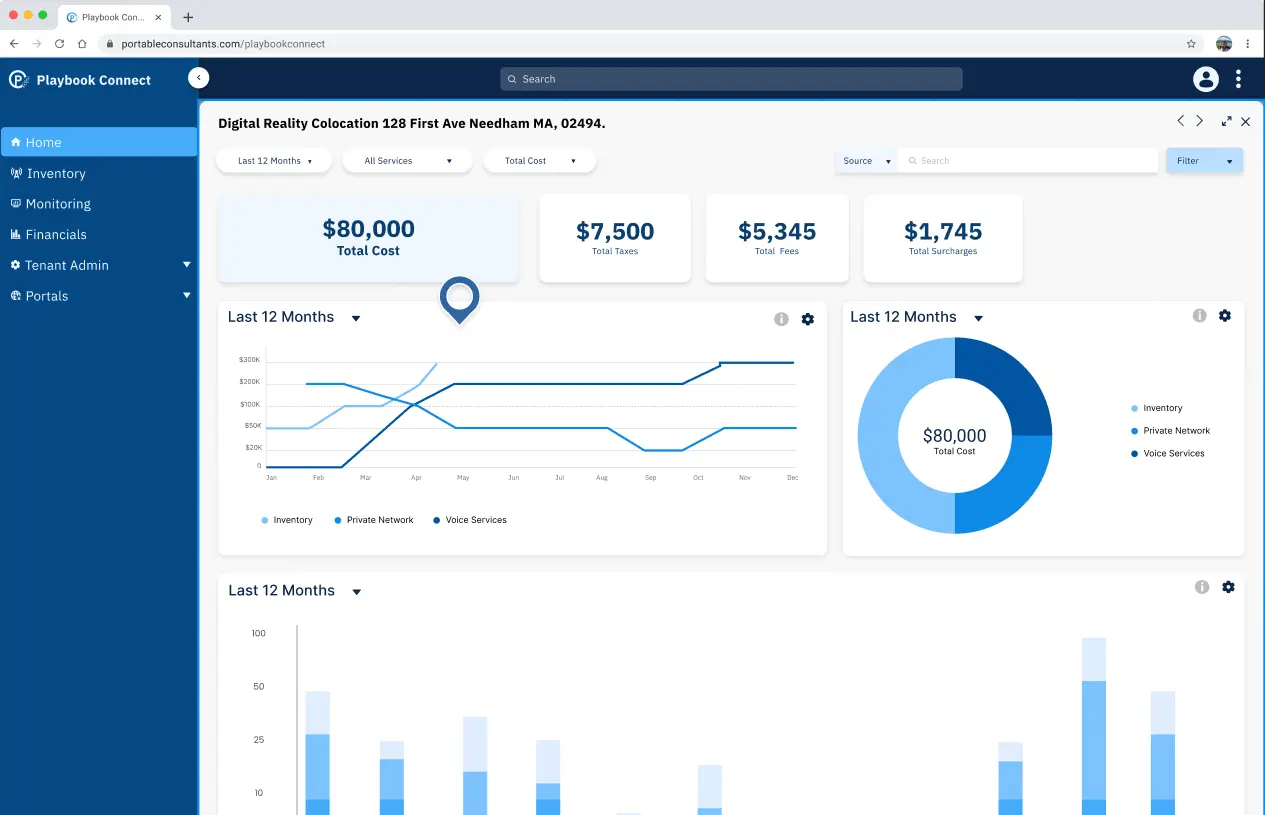 Playbook Con...
portableconsultants.com/playbookconnect
Playbook Connect
Search
Home
Inventory
Monitoring
Financials
Tenant Admin
Portals
Digital Reality Colocation 128 First Ave Needham MA, 02494.
Last 12 Months
All Services
Total Cost
Source
Search
Filter
$80,000
Total Cost
$7,500
Total Taxes
$5,345
Total Fees
$1,745
Total Surcharges
Last 12 Months
$300K
$200K
$100K
$50K
$20K
0
Jan Feb Mar Apr May Jun Jul Aug Sep Oct Nov Dec
Inventory Private Network Voice Services
Last 12 Months
$80,000
Total Cost
Inventory
Private Network
Voice Services
Last 12 Months
100
50
25
10